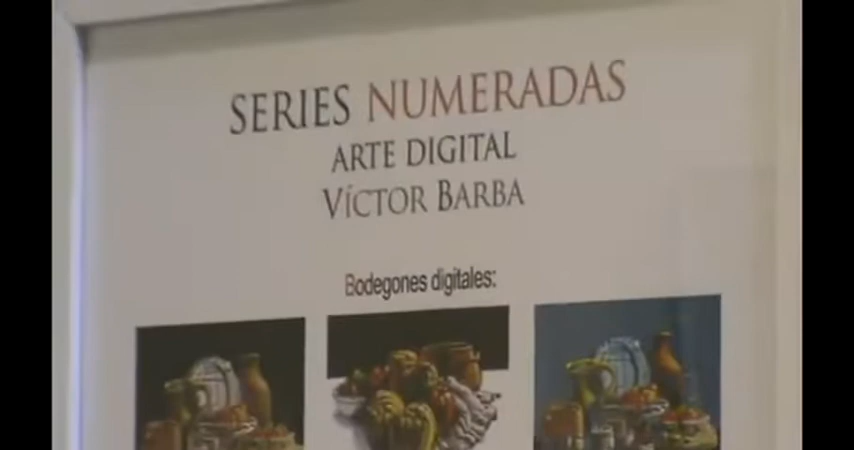 SERIES NUMERADAS
ARTE DIGITAL
VÍCTOR BARBA
Bodegones digitales: